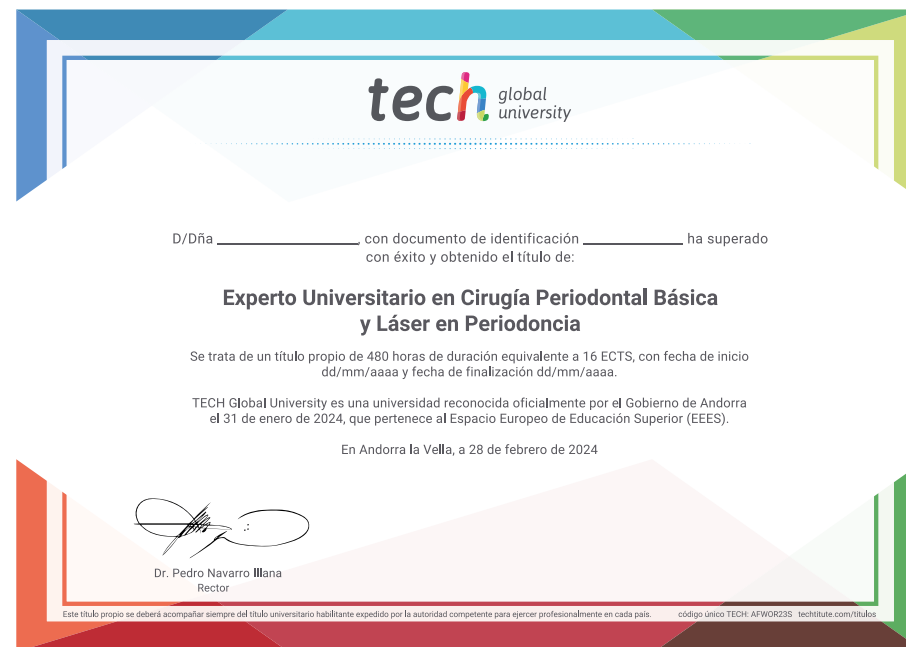 tech global university
D/Dña ____________________, con documento de identificación ______________ ha superado
con éxito y obtenido el título de:
Experto Universitario en Cirugía Periodontal Básica
y Láser en Periodoncia
Se trata de un título propio de 480 horas de duración equivalente a 16 ECTS, con fecha de inicio
dd/mm/aaaa y fecha de finalización dd/mm/aaaa.
TECH Global University es una universidad reconocida oficialmente por el Gobierno de Andorra
el 31 de enero de 2024, que pertenece al Espacio Europeo de Educación Superior (EEES).
En Andorra la Vella, a 28 de febrero de 2024
Dr. Pedro Navarro Illana
Rector
Este título propio se deberá acompañar siempre del título universitario habilitante expedido por la autoridad competente para ejercer profesionalmente en cada país. código único TECH: AFWOR23S techtitute.com/titulos